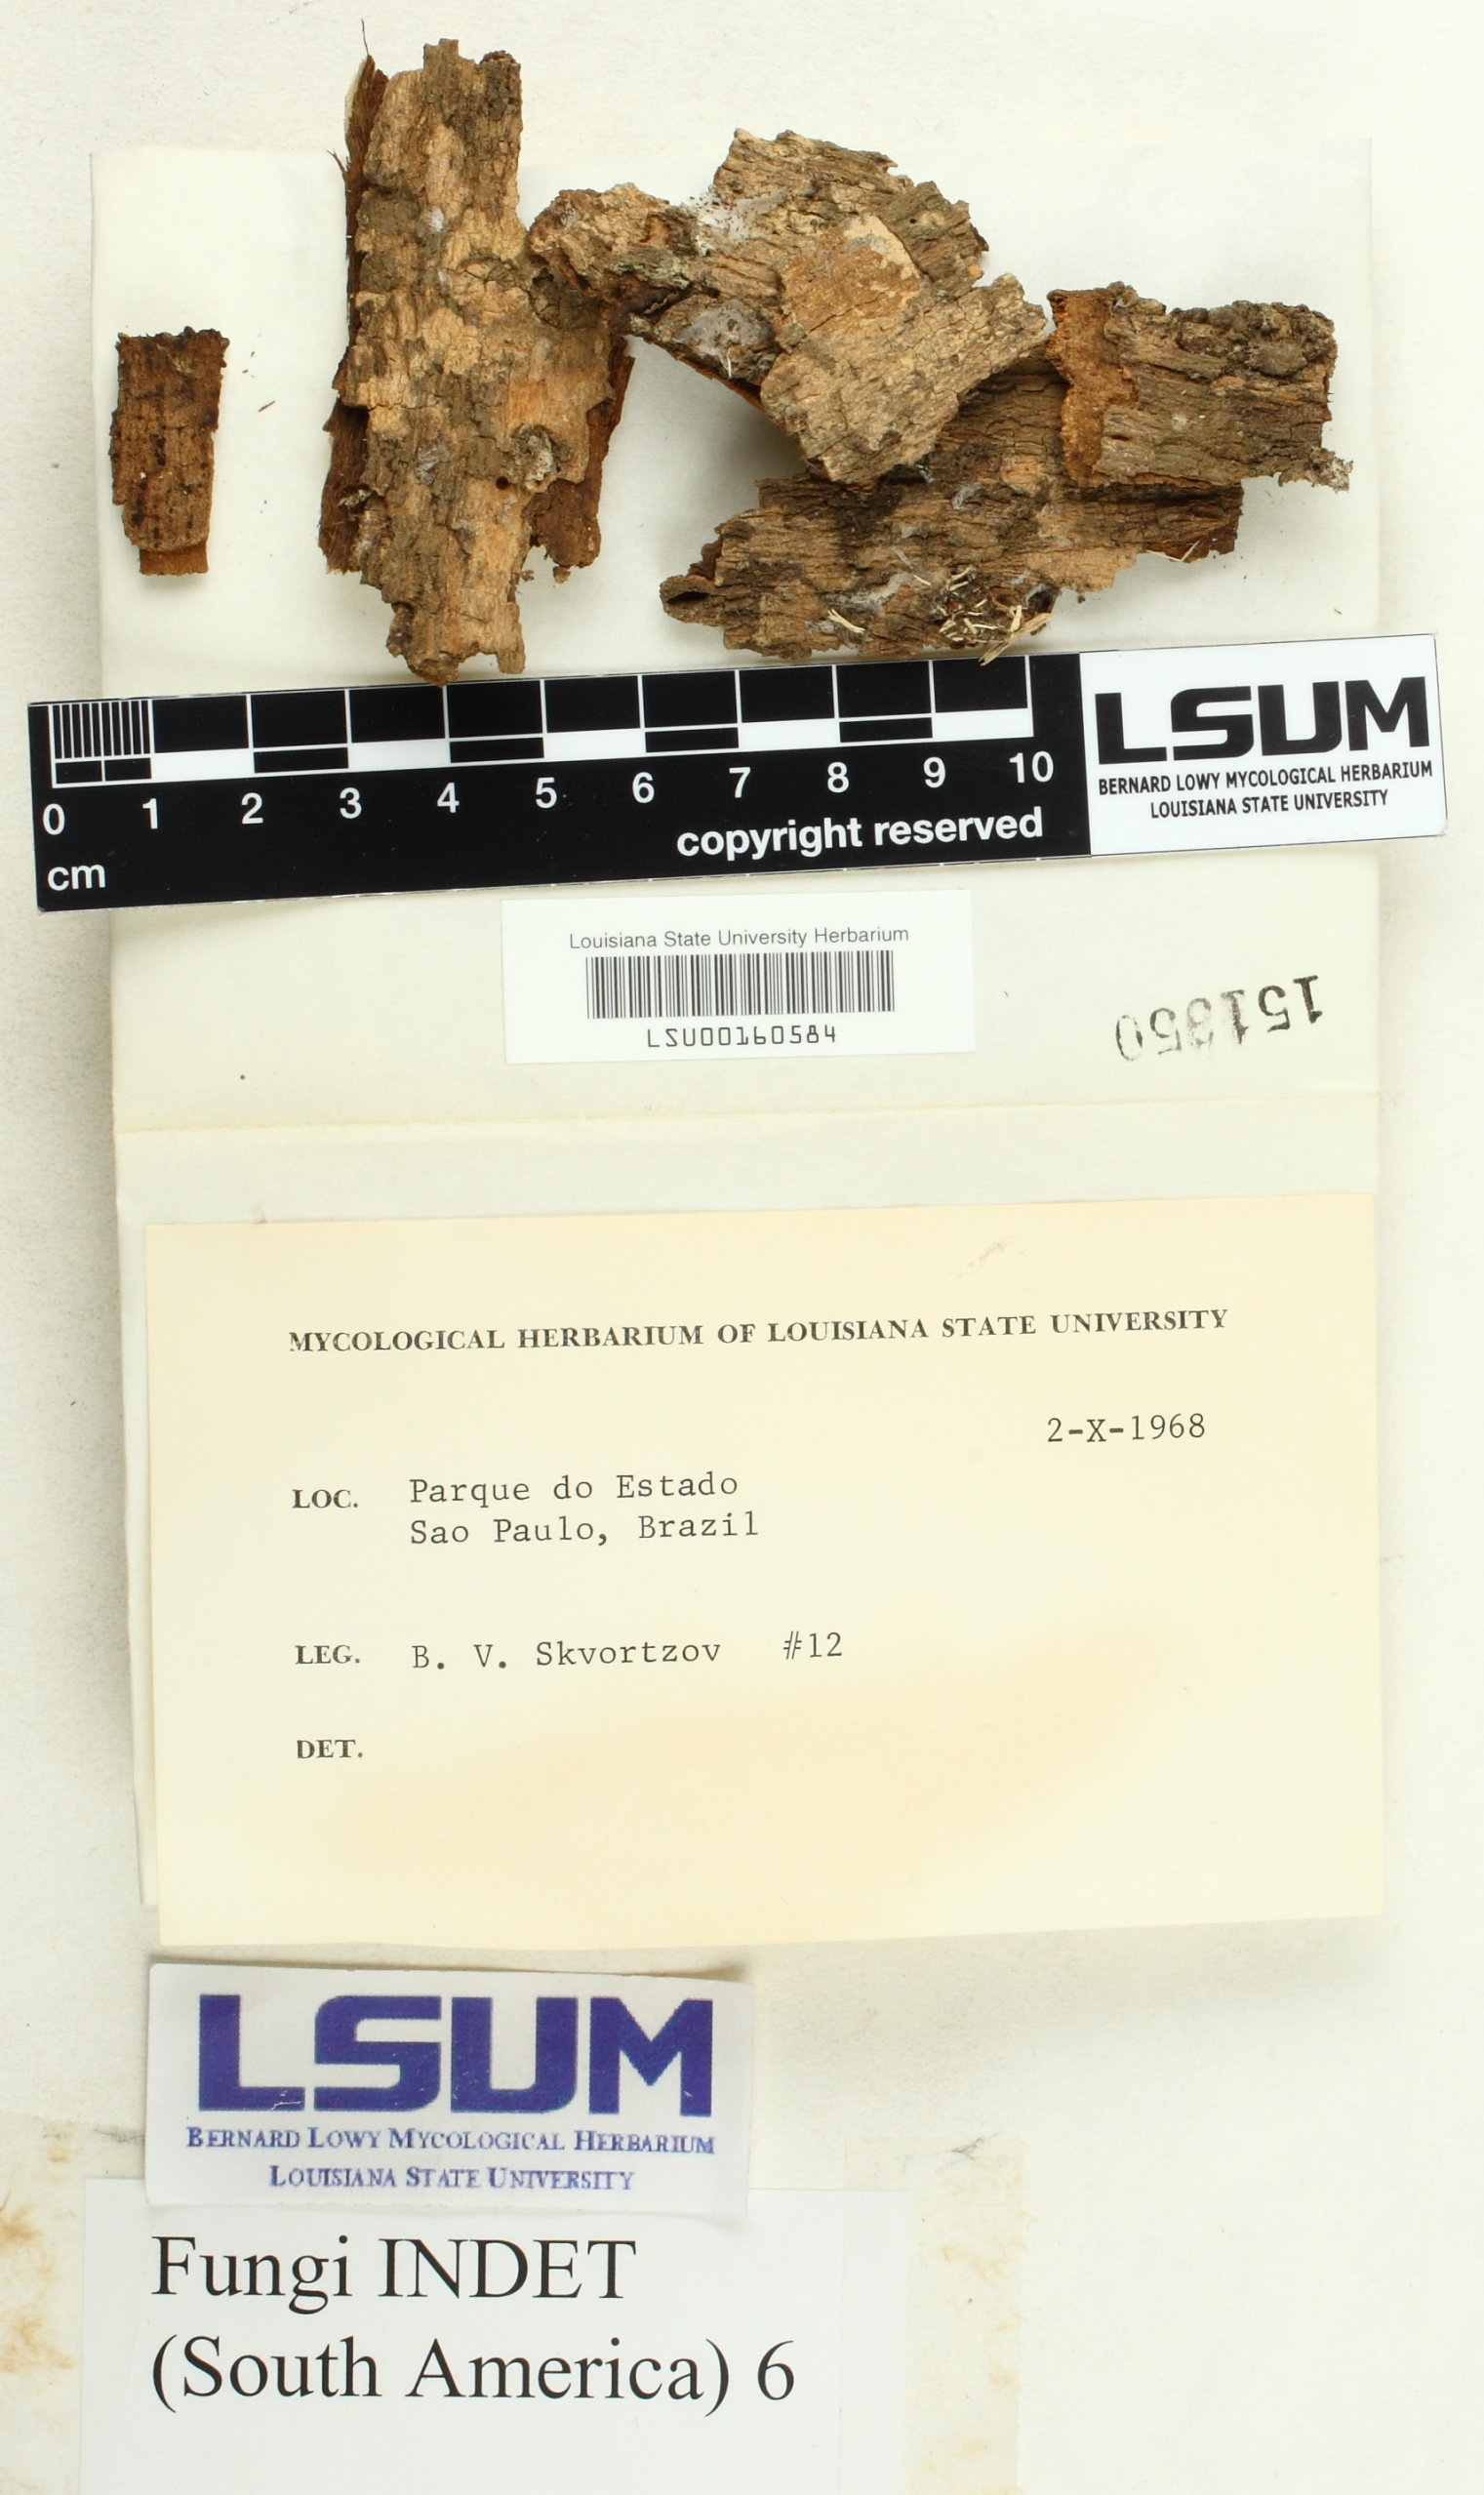 LSUM
BERNARD LOWY MYCOLOGICAL HERBARIUM
LOUISIANA STATE UNIVERSITY
0 1 2 3 4 5 6 7 8 9 10
copyright reserved
cm
Louisiana State University Herbarium
LSU00160584
151850
MYCOLOGICAL HERBARIUM OF LOUISIANA STATE UNIVERSITY
2-X-1968
LOC. Parque do Estado
Sao Paulo, Brazil
LEG. B. V. Skvortzov #12
DET.
LSUM
BERNARD LOWY MYCOLOGICAL HERBARIUM
LOUISIANA STATE UNIVERSITY
Fungi INDET
(South America) 6